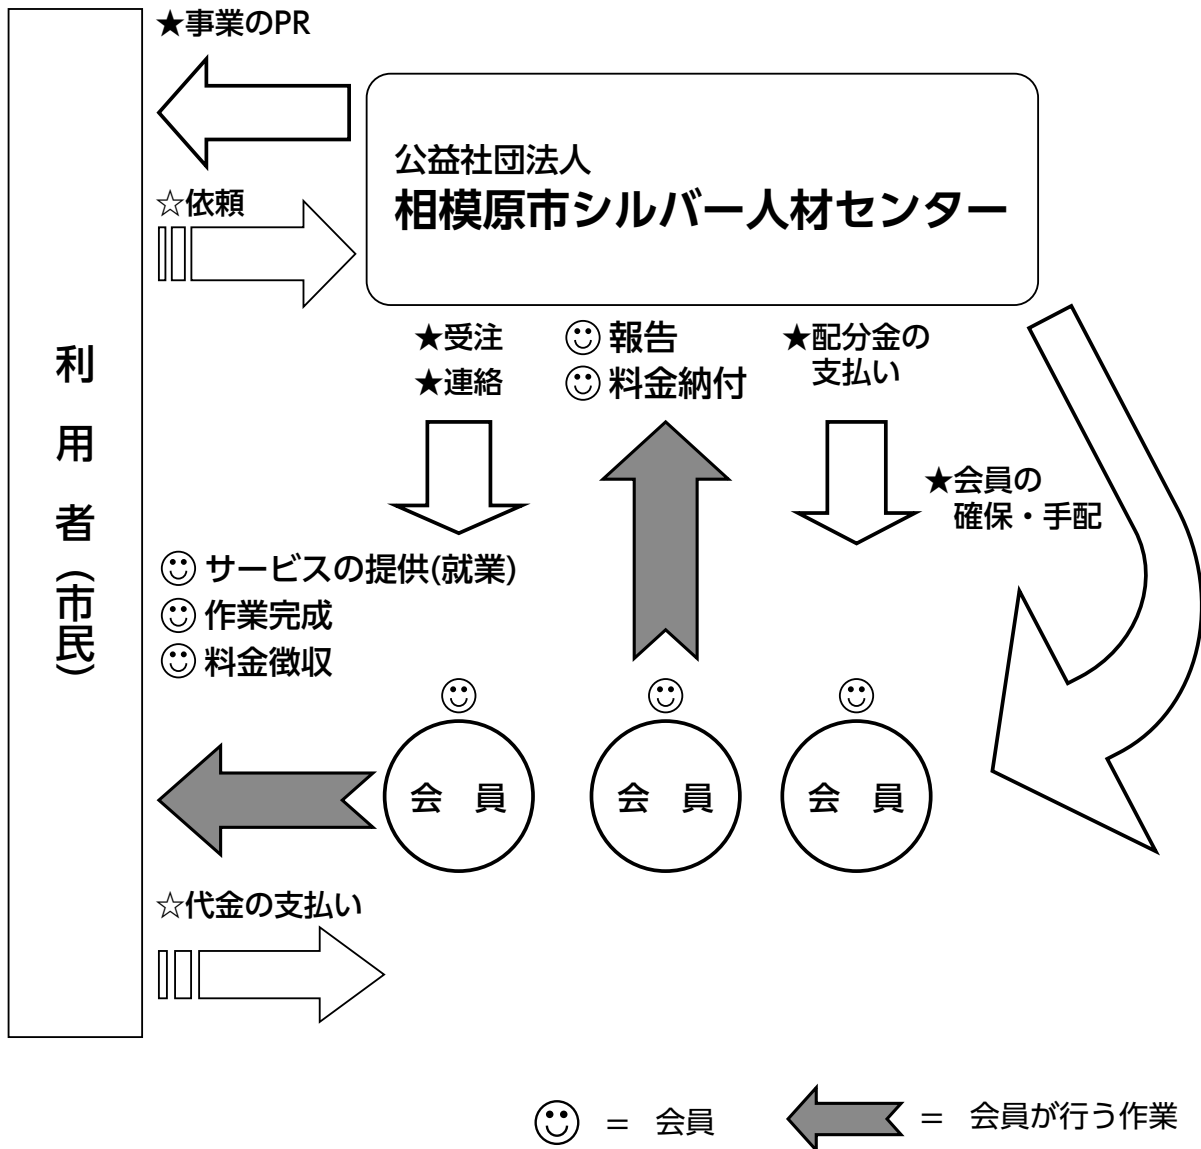 ★事業のPR
公益社団法人
相模原市シルバー人材センター
☆依頼
利用者(市民)
★受注
★連絡
報告
料金納付
★配分金の
支払い
★会員の
確保・手配
サービスの提供(就業)
作業完成
料金徴収
会 員
会 員
会 員
☆代金の支払い
= 会員
= 会員が行う作業